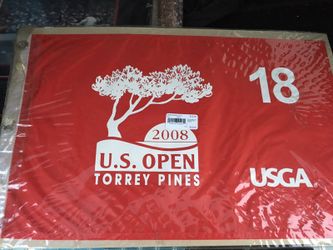 18
2008
U.S. OPEN
TORREY PINES
USGA